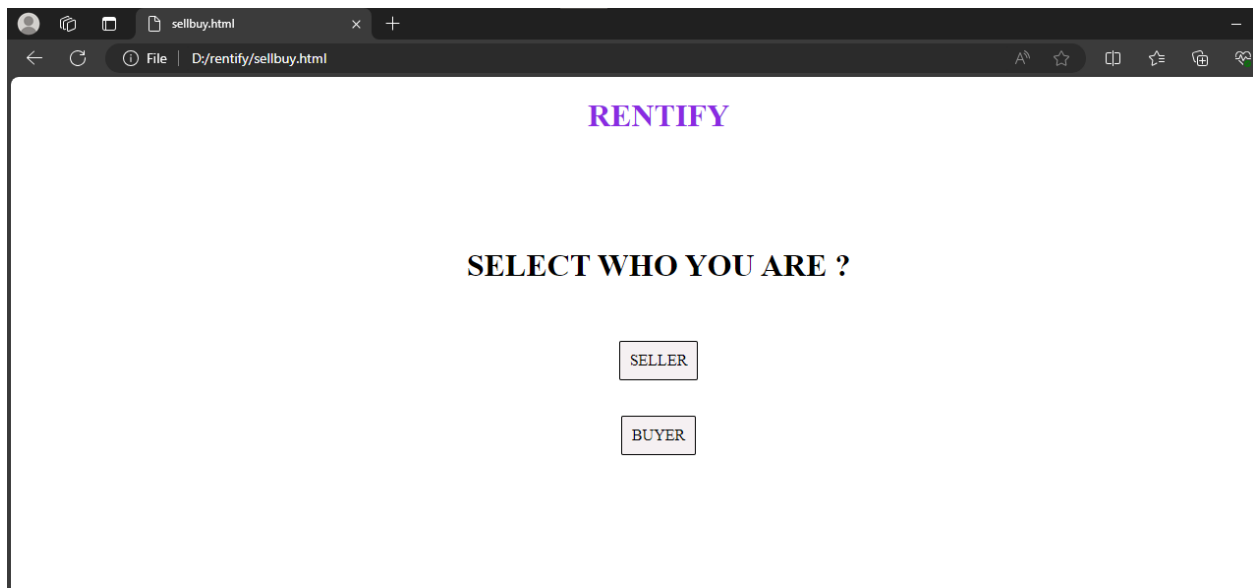 sellbuy.html
File D:/rentify/sellbuy.html
RENTIFY
SELECT WHO YOU ARE ?
SELLER
BUYER